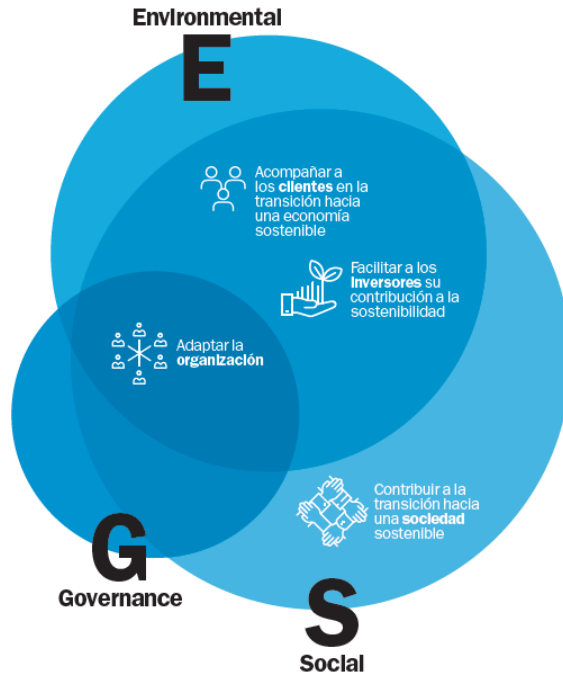 Environmental
E
Acompañar a
los clientes en la
transición hacia
una economía
sostenible
Facilitar a los
Inversores su
contribución a la
sostenibilidad
Adaptar la
organización
Contribuir a la
transición hacia
una sociedad
sostenible
G
Governance
S
Social